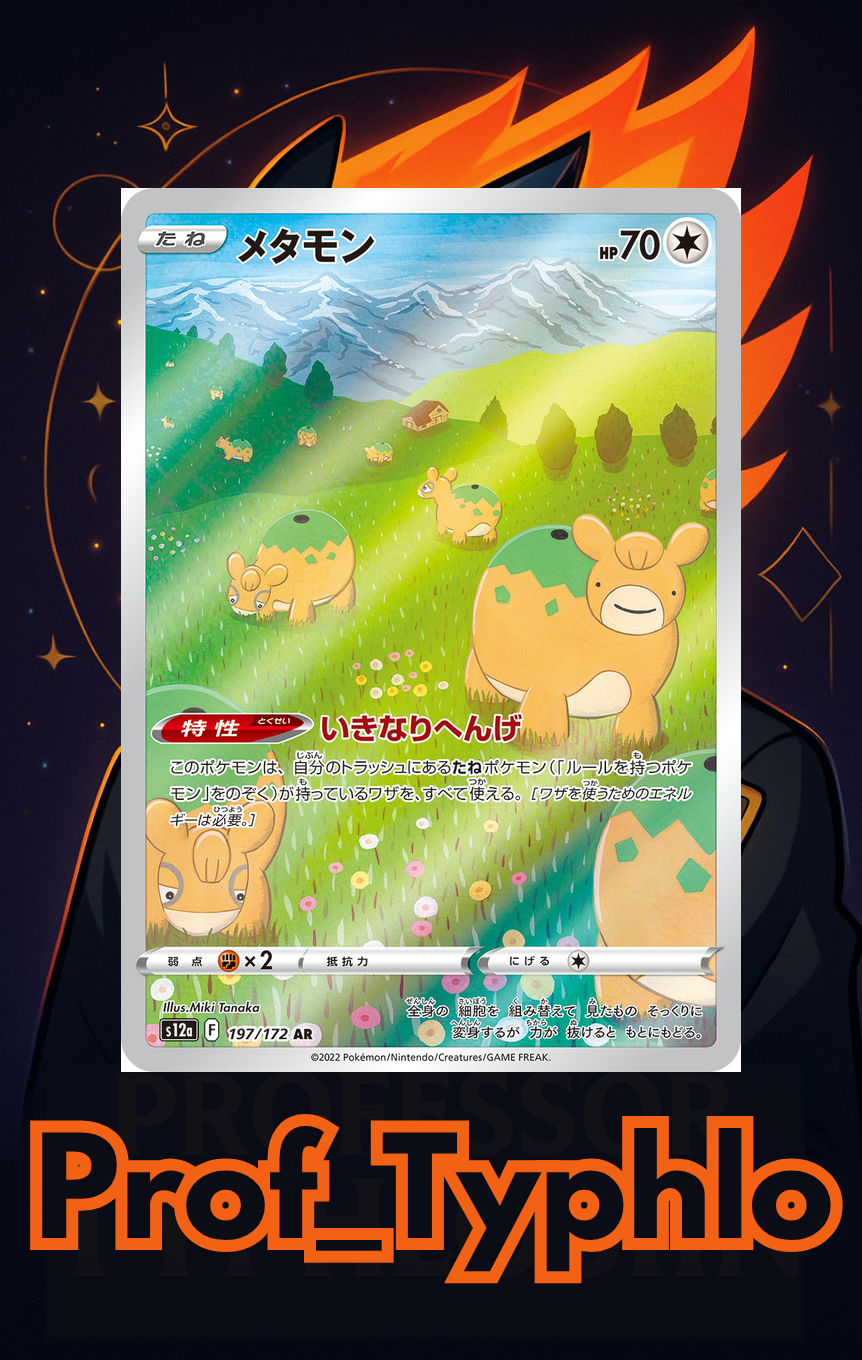 たね メタモン HP70
特性 とくせい いきなりへんげ
このポケモンは、自分のトラッシュにあるたねポケモン(「ルールを持つポケ
モン」をのぞく)が持っているワザを、すべて使える。[ワザを使うためのエネル
ギーは必要。]
弱点 ×2 抵抗力 にげる
Illus.Miki Tanaka
全身の 細胞を 組み替えて 見たもの そっくりに
変身するが 力が 抜けると もとにもどる。
s12a F 197/172 AR
©2022 Pokémon/Nintendo/Creatures/GAME FREAK.
PROFESSOR
Prof_Typhlo